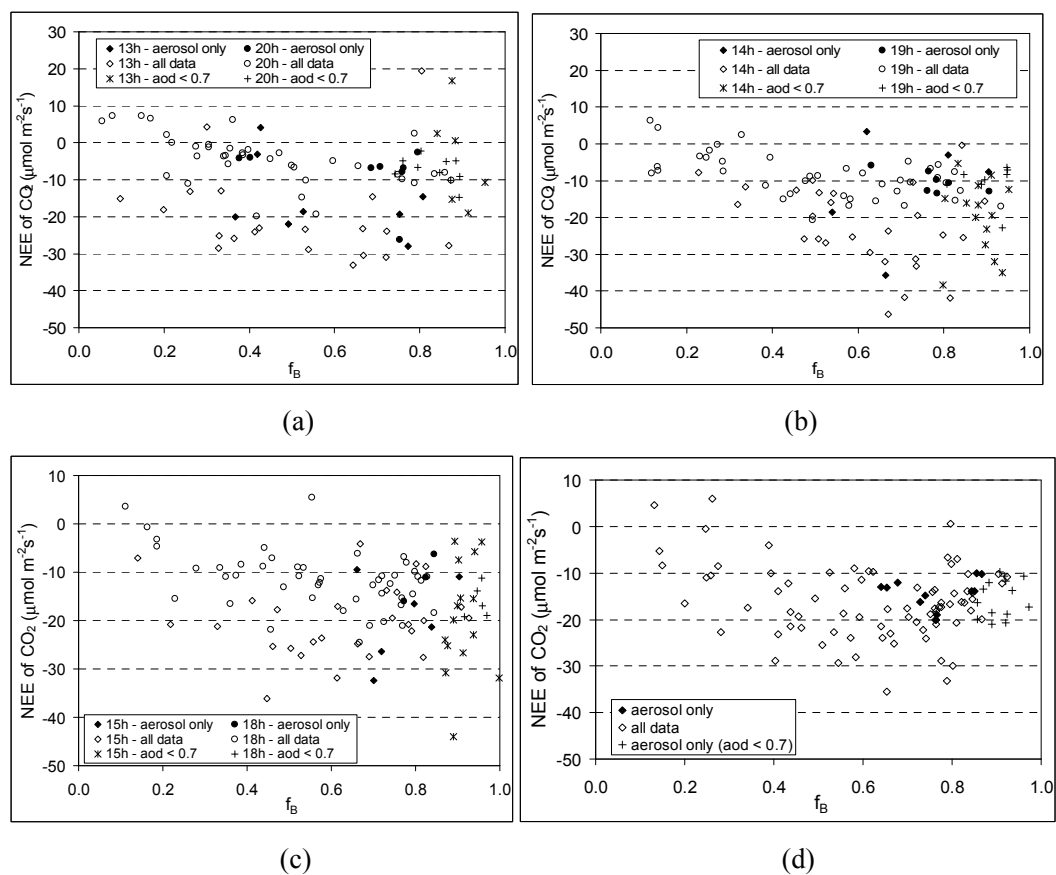 30
20
10
0
-10
-20
-30
-40
-50
NEE of CO2 (μmol m-2s-1)
13h - aerosol only
20h - aerosol only
13h - all data
20h - all data
13h - aod < 0.7
20h - aod < 0.7
0.0 0.2 0.4 0.6 0.8 1.0
fB
(a)
30
20
10
0
-10
-20
-30
-40
-50
NEE of CO2 (μmol m-2s-1)
14h - aerosol only
19h - aerosol only
14h - all data
19h - all data
14h - aod < 0.7
19h - aod < 0.7
0.0 0.2 0.4 0.6 0.8 1.0
fB
(b)
10
0
-10
-20
-30
-40
-50
NEE of CO2 (μmol m-2s-1)
15h - aerosol only
18h - aerosol only
15h - all data
18h - all data
15h - aod < 0.7
18h - aod < 0.7
0.0 0.2 0.4 0.6 0.8 1.0
fB
(c)
10
0
-10
-20
-30
-40
-50
NEE of CO2 (μmol m-2s-1)
aerosol only
all data
aerosol only (aod < 0.7)
0.0 0.2 0.4 0.6 0.8 1.0
fB
(d)